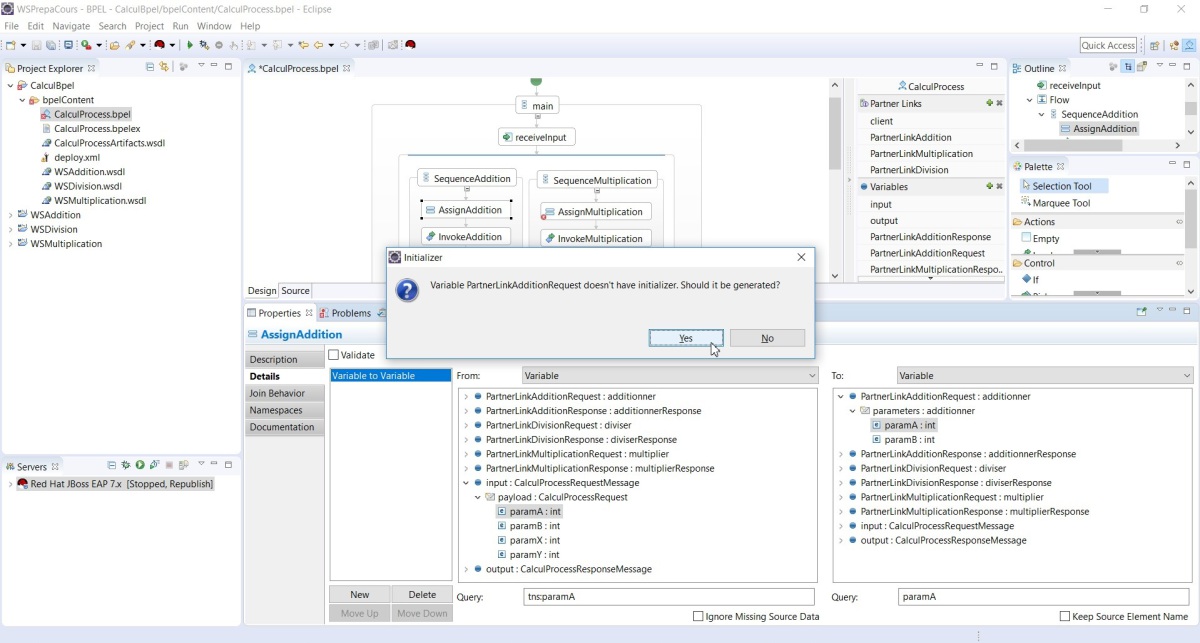 WSPrepaCours - BPEL - CalculBpel/bpelContent/CalculProcess.bpel - Eclipse
File Edit Navigate Search Project Run Window Help
Quick Access
Project Explorer
CalculBpel
bpelContent
CalculProcess.bpel
CalculProcess.bpelex
CalculProcessArtifacts.wsdl
deploy.xml
WSAddition.wsdl
WSDivision.wsdl
WSMultiplication.wsdl
WSAddition
WSDivision
WSMultiplication
Servers
Red Hat JBoss EAP 7.x [Stopped, Republish]
*CalculProcess.bpel
main
receiveInput
SequenceAddition
SequenceMultiplication
AssignAddition
AssignMultiplication
InvokeAddition
InvokeMultiplication
Design Source
CalculProcess
Partner Links
client
PartnerLinkAddition
PartnerLinkMultiplication
PartnerLinkDivision
Variables
input
output
PartnerLinkAdditionResponse
PartnerLinkAdditionRequest
PartnerLinkMultiplicationRespo..
Outline
receiveInput
Flow
SequenceAddition
AssignAddition
Palette
Selection Tool
Marquee Tool
Actions
Empty
Control
If
Initializer
Variable PartnerLinkAdditionRequest doesn't have initializer. Should it be generated?
Yes No
Properties Problems
AssignAddition
Description
Details
Join Behavior
Namespaces
Documentation
Validate
Variable to Variable
New Delete
Move Up Move Down
From: Variable
PartnerLinkAdditionRequest : additionner
PartnerLinkAdditionResponse : additionnerResponse
PartnerLinkDivisionRequest : diviser
PartnerLinkDivisionResponse : diviserResponse
PartnerLinkMultiplicationRequest : multiplier
PartnerLinkMultiplicationResponse : multiplierResponse
input : CalculProcessRequestMessage
payload : CalculProcessRequest
paramA : int
paramB : int
paramX : int
paramY : int
output : CalculProcessResponseMessage
Query: tns:paramA
Ignore Missing Source Data
To: Variable
PartnerLinkAdditionRequest : additionner
parameters : additionner
paramA : int
paramB : int
PartnerLinkAdditionResponse : additionnerResponse
PartnerLinkDivisionRequest : diviser
PartnerLinkDivisionResponse : diviserResponse
PartnerLinkMultiplicationRequest : multiplier
PartnerLinkMultiplicationResponse : multiplierResponse
input : CalculProcessRequestMessage
output : CalculProcessResponseMessage
Query: paramA
Keep Source Element Name